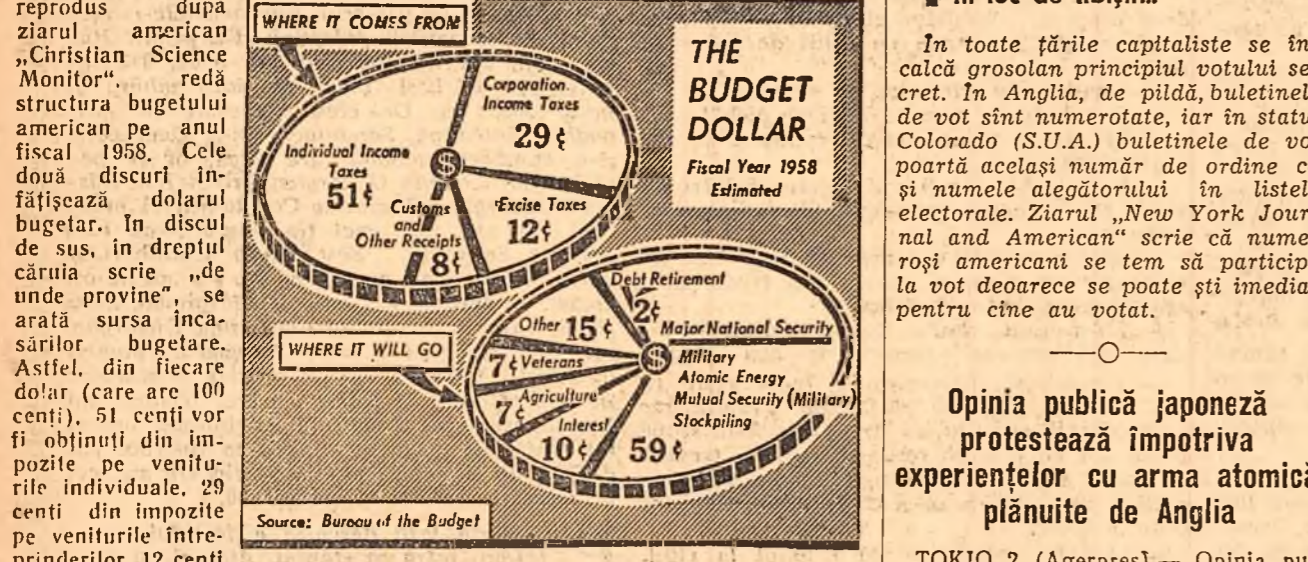 reprodus după
ziarul american
„Christian Science
Monitor“, redă
structura bugetului
american pe anul
fiscal 1958. Cele
două discuri în-
fățișează dolarul
bugetar. În discul
de sus, în dreptul
căruia scrie „de
unde provine”, se
arată sursa înca-
sărilor bugetare.
Astfel, din fiecare
dolar (care are 100
cenți), 51 cenți vor
fi obținuți din im-
pozite pe venitu-
rile individuale, 29
cenți din impozite
pe veniturile între-
prinderilor, 12 cenți
WHERE IT COMES FROM
THE
BUDGET
DOLLAR
Fiscal Year 1958
Estimated
Corporation
Income Taxes
29¢
Individual Income
Taxes
51¢
$
Customs
and
Other Receipts
8¢
Excise Taxes
12¢
WHERE IT WILL GO
Debt Retirement
2¢
Other 15¢
Major National Security
7¢ Veterans
$
Military
Atomic Energy
Mutual Security (Military)
Stockpiling
Agriculture
7¢
Interest
10¢
59¢
Source: Bureau of the Budget
În toate țările capitaliste se în
calcă grosolan principiul votului se
cret. În Anglia, de pildă, buletinel
de vot sînt numerotate, iar în statu
Colorado (S.U.A.) buletinele de vo
poartă același număr de ordine c
și numele alegătorului în listel
electorale. Ziarul „New York Jour
nal and American“ scrie că nume
roși americani se tem să particip
la vot deoarece se poate ști imedia
pentru cine au votat.
Opinia publică japoneză
protestează împotriva
experiențelor cu arma atomică
plănuite de Anglia
TOKIO 2 (Agerpres) — Opinia pu